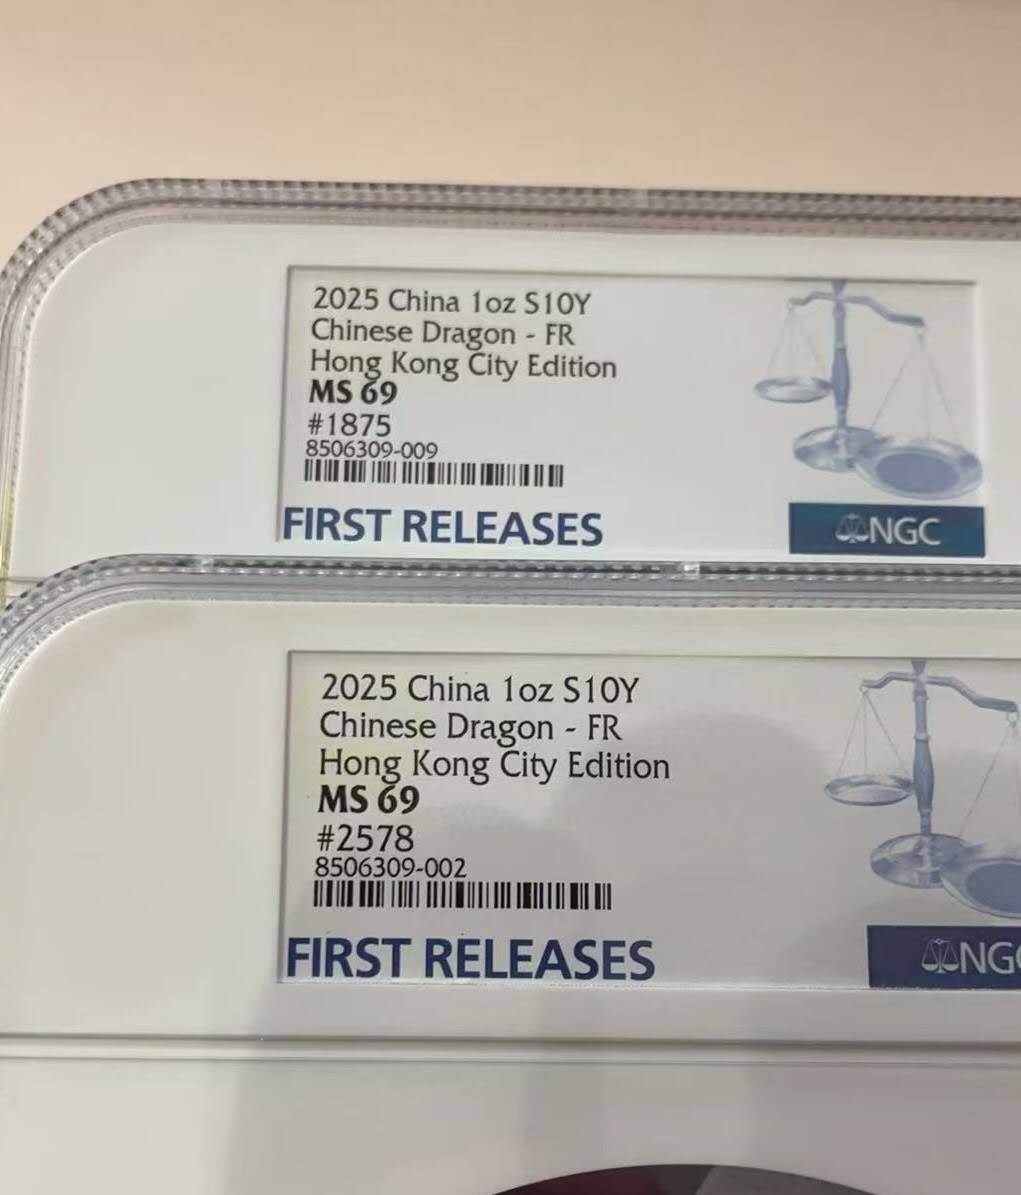 2025 China 1oz S10Y
Chinese Dragon - FR
Hong Kong City Edition
MS 69
#1875
8506309-009
FIRST RELEASES
NGC
2025 China 1oz S10Y
Chinese Dragon - FR
Hong Kong City Edition
MS 69
#2578
8506309-002
FIRST RELEASES
NG